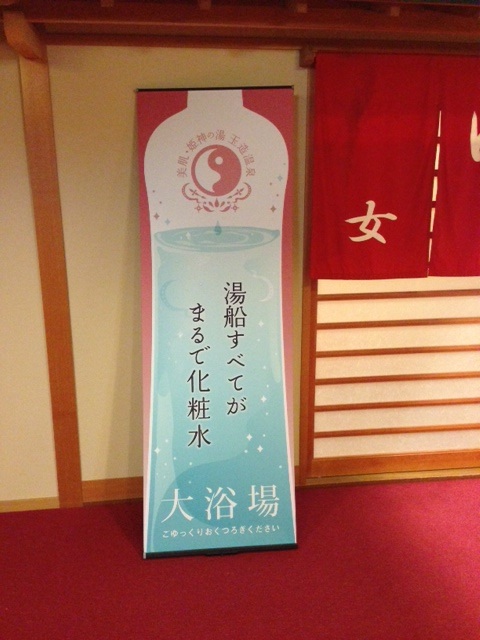 美肌・姫神の湯 玉造温泉
湯船すべてが
まるで化粧水
大浴場
ごゆっくりおくつろぎください
女